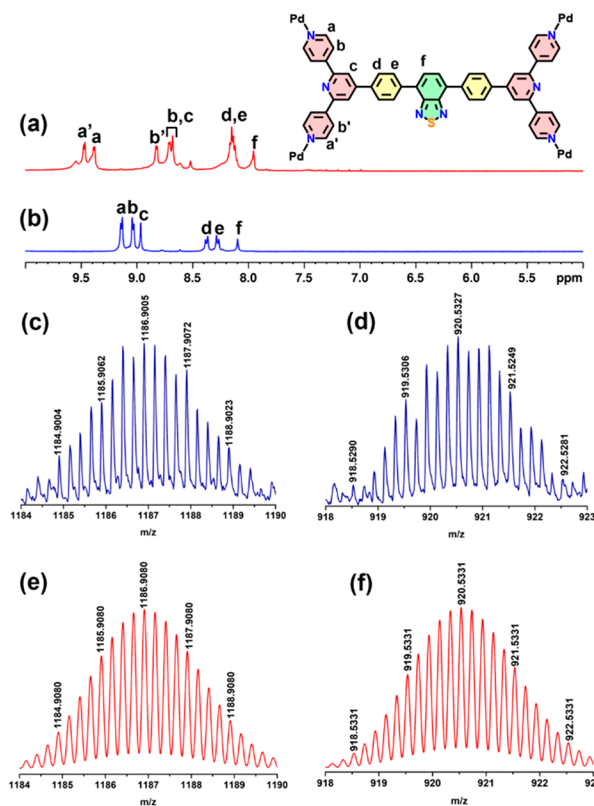 Pd a f Pd
N b N
c d e
N N
(a) a' a b' b,c d,e f
N N S N N
b'
a'
Pd Pd
(b) a b c d e f
9.5 9.0 8.5 8.0 7.5 7.0 6.5 6.0 5.5 ppm
(c) 1184.9004 1185.9062 1186.9005 1187.9072 1188.9023
1184 1185 1186 1187 1188 1189 1190
m/z
(d) 918.5290 919.5306 920.5327 921.5249 922.5281
918 919 920 921 922 923
m/z
(e) 1184.9080 1185.9080 1186.9080 1187.9080 1188.9080
1184 1185 1186 1187 1188 1189 1190
m/z
(f) 918.5331 919.5331 920.5331 921.5331 922.5331
918 919 920 921 922
m/z